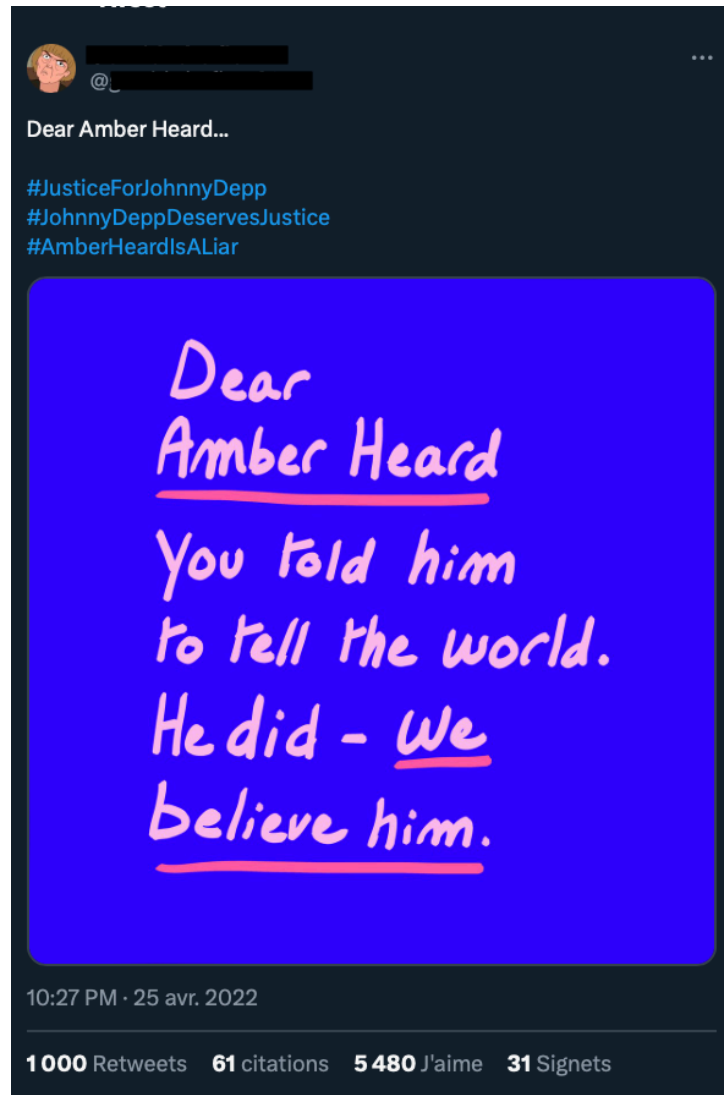 @
Dear Amber Heard...
#JusticeForJohnnyDepp
#JohnnyDeppDeservesJustice
#AmberHeardIsALiar
Dear
Amber Heard
You told him
to tell the world.
He did - We
believe him.
10:27 PM · 25 avr. 2022
1 000 Retweets 61 citations 5 480 J'aime 31 Signets